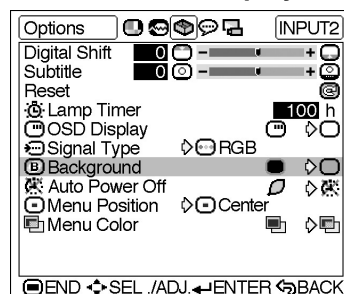 Options INPUT2
Digital Shift 0 - +
Subtitle 0 - +
Reset
Lamp Timer 100 h
OSD Display
Signal Type RGB
B Background
Auto Power Off
Menu Position Center
Menu Color
END SEL./ADJ. ENTER BACK